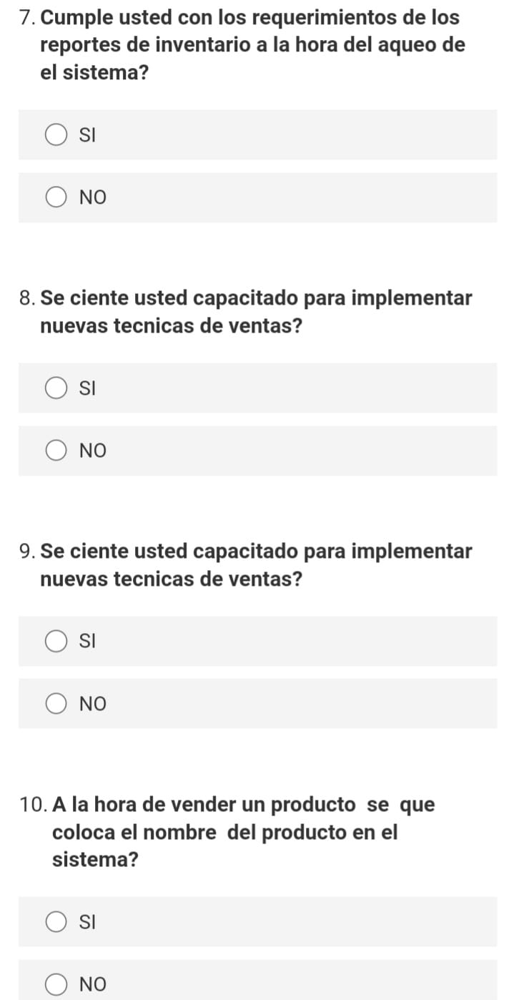 7. Cumple usted con los requerimientos de los
reportes de inventario a la hora del aqueo de
el sistema?
SI
NO
8. Se ciente usted capacitado para implementar
nuevas tecnicas de ventas?
SI
NO
9. Se ciente usted capacitado para implementar
nuevas tecnicas de ventas?
SI
NO
10. A la hora de vender un producto se que
coloca el nombre del producto en el
sistema?
SI
NO